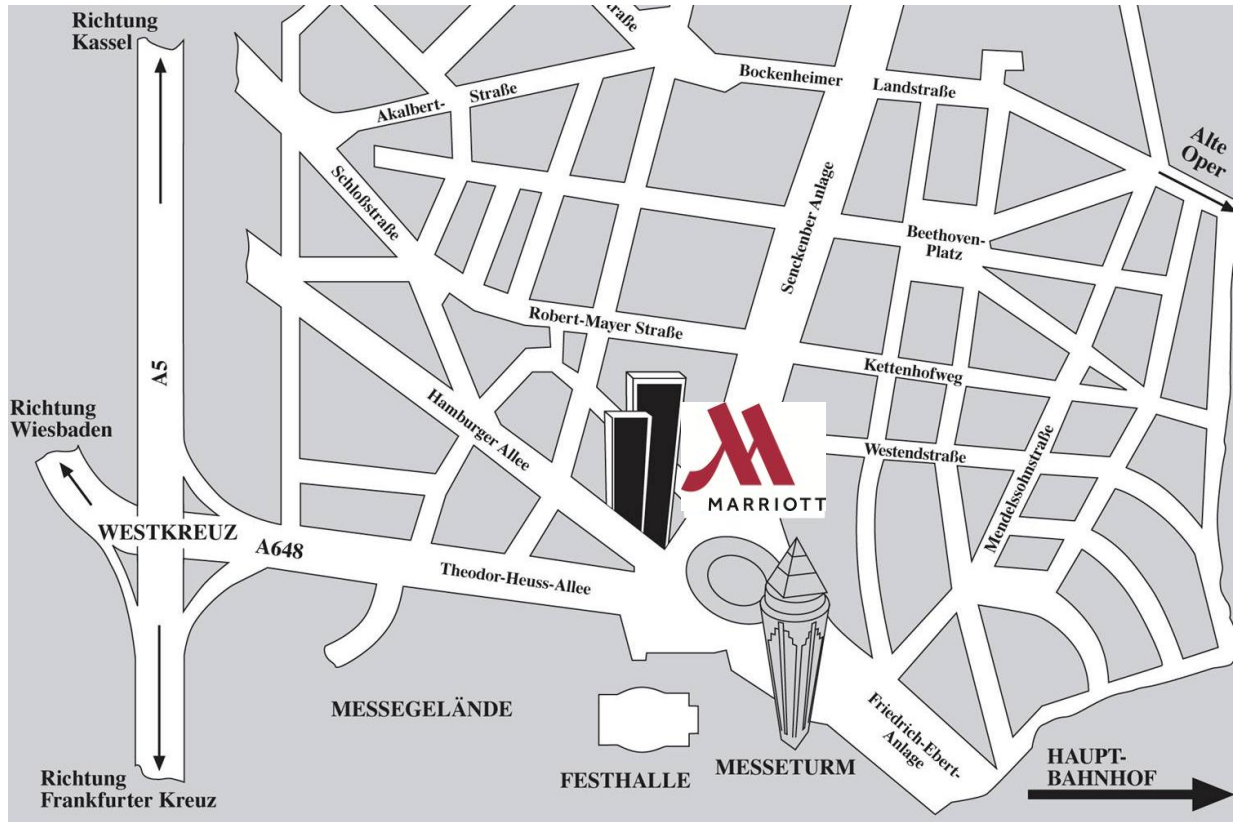 Richtung
Kassel
traße
Bockenheimer Landstraße
Akalbert- Straße
Alte
Oper
Schloßstraße
Senckenber Anlage
Beethoven-
Platz
Robert-Mayer Straße
A5
Kettenhofweg
Richtung
Wiesbaden
Hamburger Allee
MARRIOTT
Westendstraße
Mendelssohnstraße
WESTKREUZ
A648
Theodor-Heuss-Allee
MESSEGELÄNDE
Friedrich-Ebert-
Anlage
FESTHALLE
MESSETURM
HAUPT-
BAHNHOF
Richtung
Frankfurter Kreuz